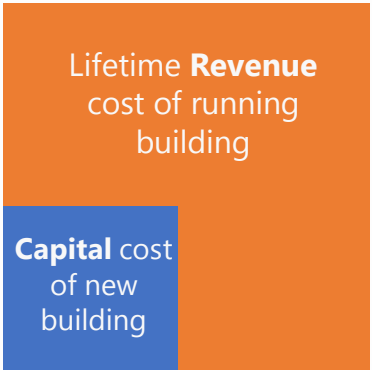 Lifetime Revenue
cost of running
building
Capital cost
of new
building